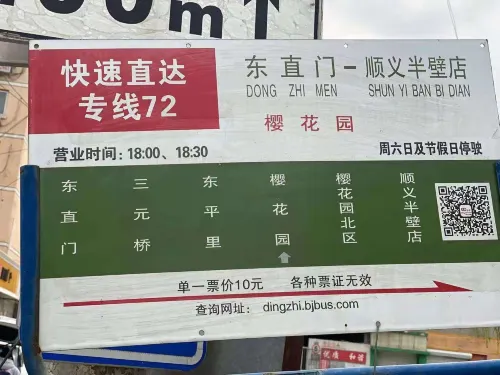 00m↑
快速直达
专线72
东直门－顺义半壁店
DONG ZHI MEN SHUN YI BAN BI DIAN
樱花园
营业时间：18:00、18:30
周六日及节假日停驶
东直门
三元桥
东平里
樱花园
樱花园北区
顺义半壁店
单一票价10元 各种票证无效
查询网址： dingzhi.bjbus.com